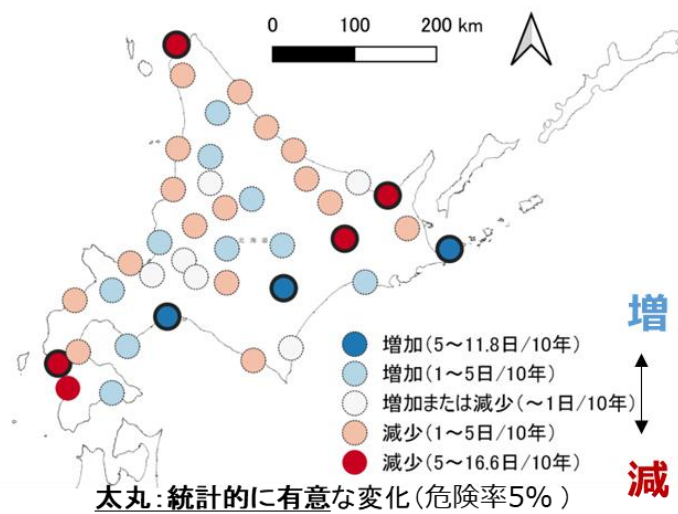 0 100 200 km
北海道
増加(5～11.8日/10年)
増加(1～5日/10年)
増加または減少(～1日/10年)
減少(1～5日/10年)
減少(5～16.6日/10年)
増
減
太丸：統計的に有意な変化(危険率5%)